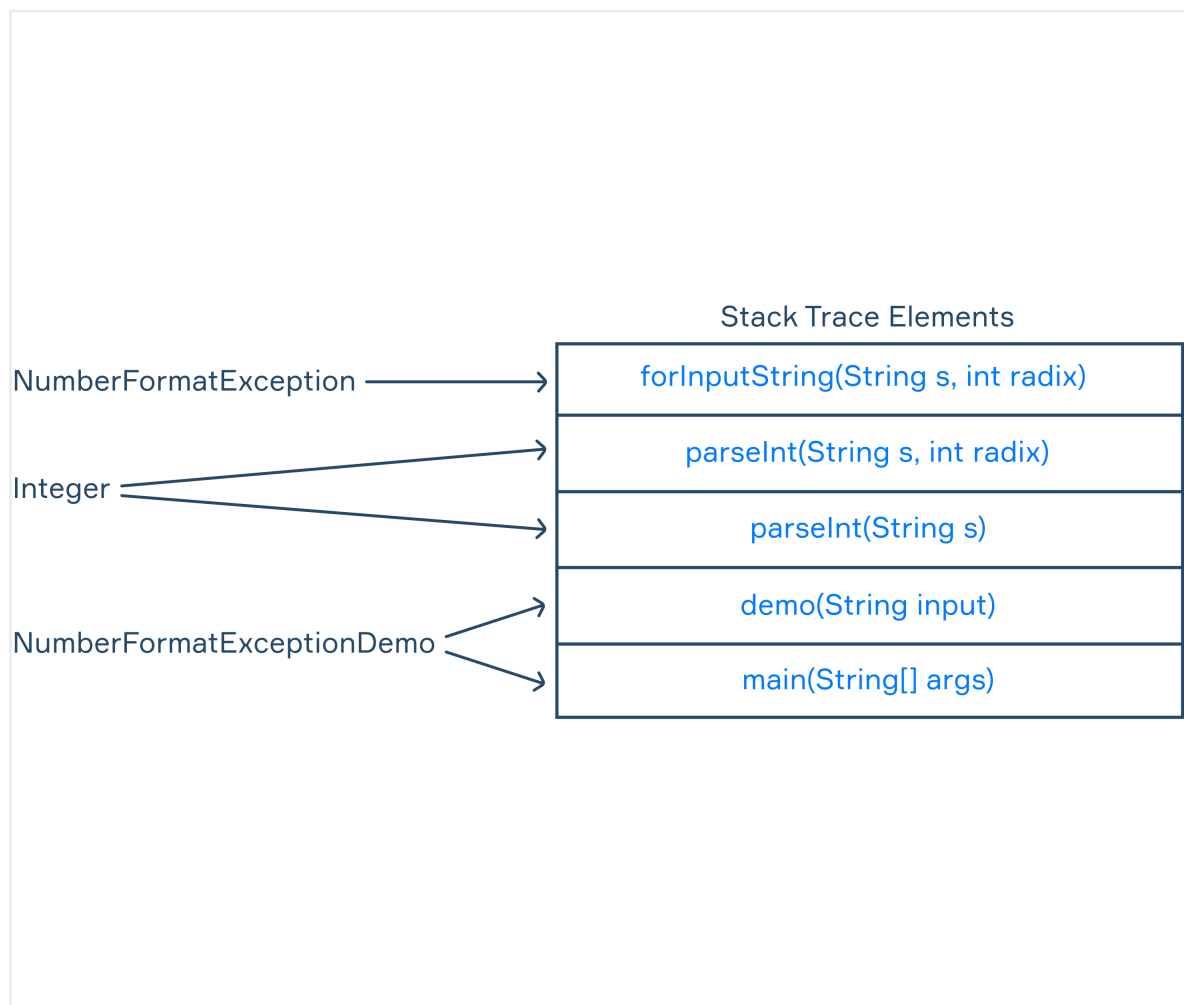 Stack Trace Elements
NumberFormatException
forInputString(String s, int radix)
parseInt(String s, int radix)
Integer
parseInt(String s)
demo(String input)
NumberFormatExceptionDemo
main(String[] args)